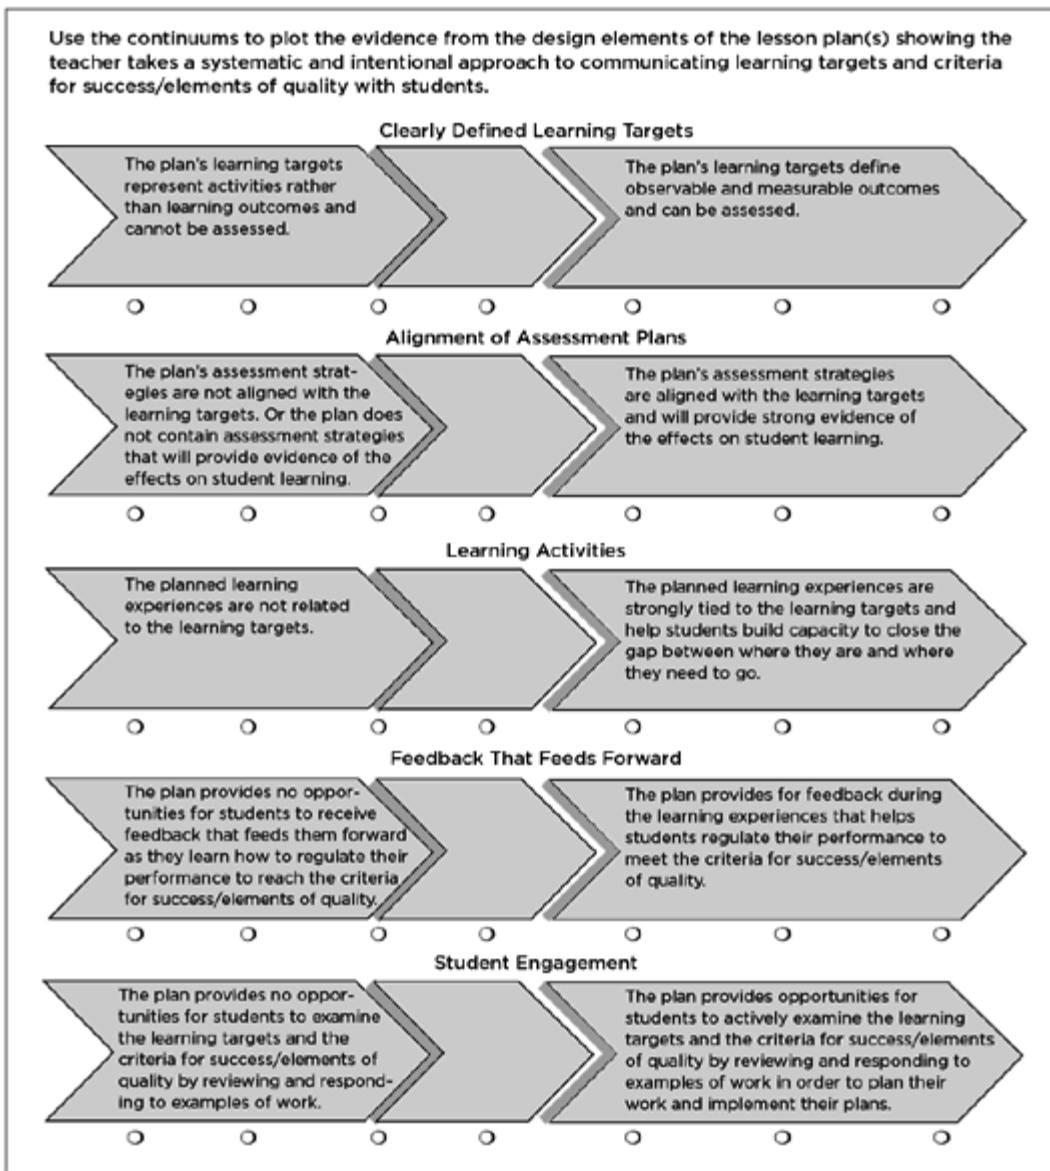 Use the continuums to plot the evidence from the design elements of the lesson plan(s) showing the
teacher takes a systematic and intentional approach to communicating learning targets and criteria
for success/elements of quality with students.
Clearly Defined Learning Targets
The plan's learning targets
represent activities rather
than learning outcomes and
cannot be assessed.
The plan's learning targets define
observable and measurable outcomes
and can be assessed.
Alignment of Assessment Plans
The plan's assessment strat-
egies are not aligned with the
learning targets. Or the plan does
not contain assessment strategies
that will provide evidence of the
effects on student learning.
The plan's assessment strategies
are aligned with the learning targets
and will provide strong evidence of
the effects on student learning.
Learning Activities
The planned learning
experiences are not related
to the learning targets.
The planned learning experiences are
strongly tied to the learning targets and
help students build capacity to close the
gap between where they are and where
they need to go.
Feedback That Feeds Forward
The plan provides no oppor-
tunities for students to receive
feedback that feeds them forward
as they learn how to regulate their
performance to reach the criteria
for success/elements of quality.
The plan provides for feedback during
the learning experiences that helps
students regulate their performance to
meet the criteria for success/elements
of quality.
Student Engagement
The plan provides no oppor-
tunities for students to examine
the learning targets and the
criteria for success/elements of
quality by reviewing and respond-
ing to examples of work.
The plan provides opportunities for
students to actively examine the learning
targets and the criteria for success/elements
of quality by reviewing and responding to
examples of work in order to plan their
work and implement their plans.